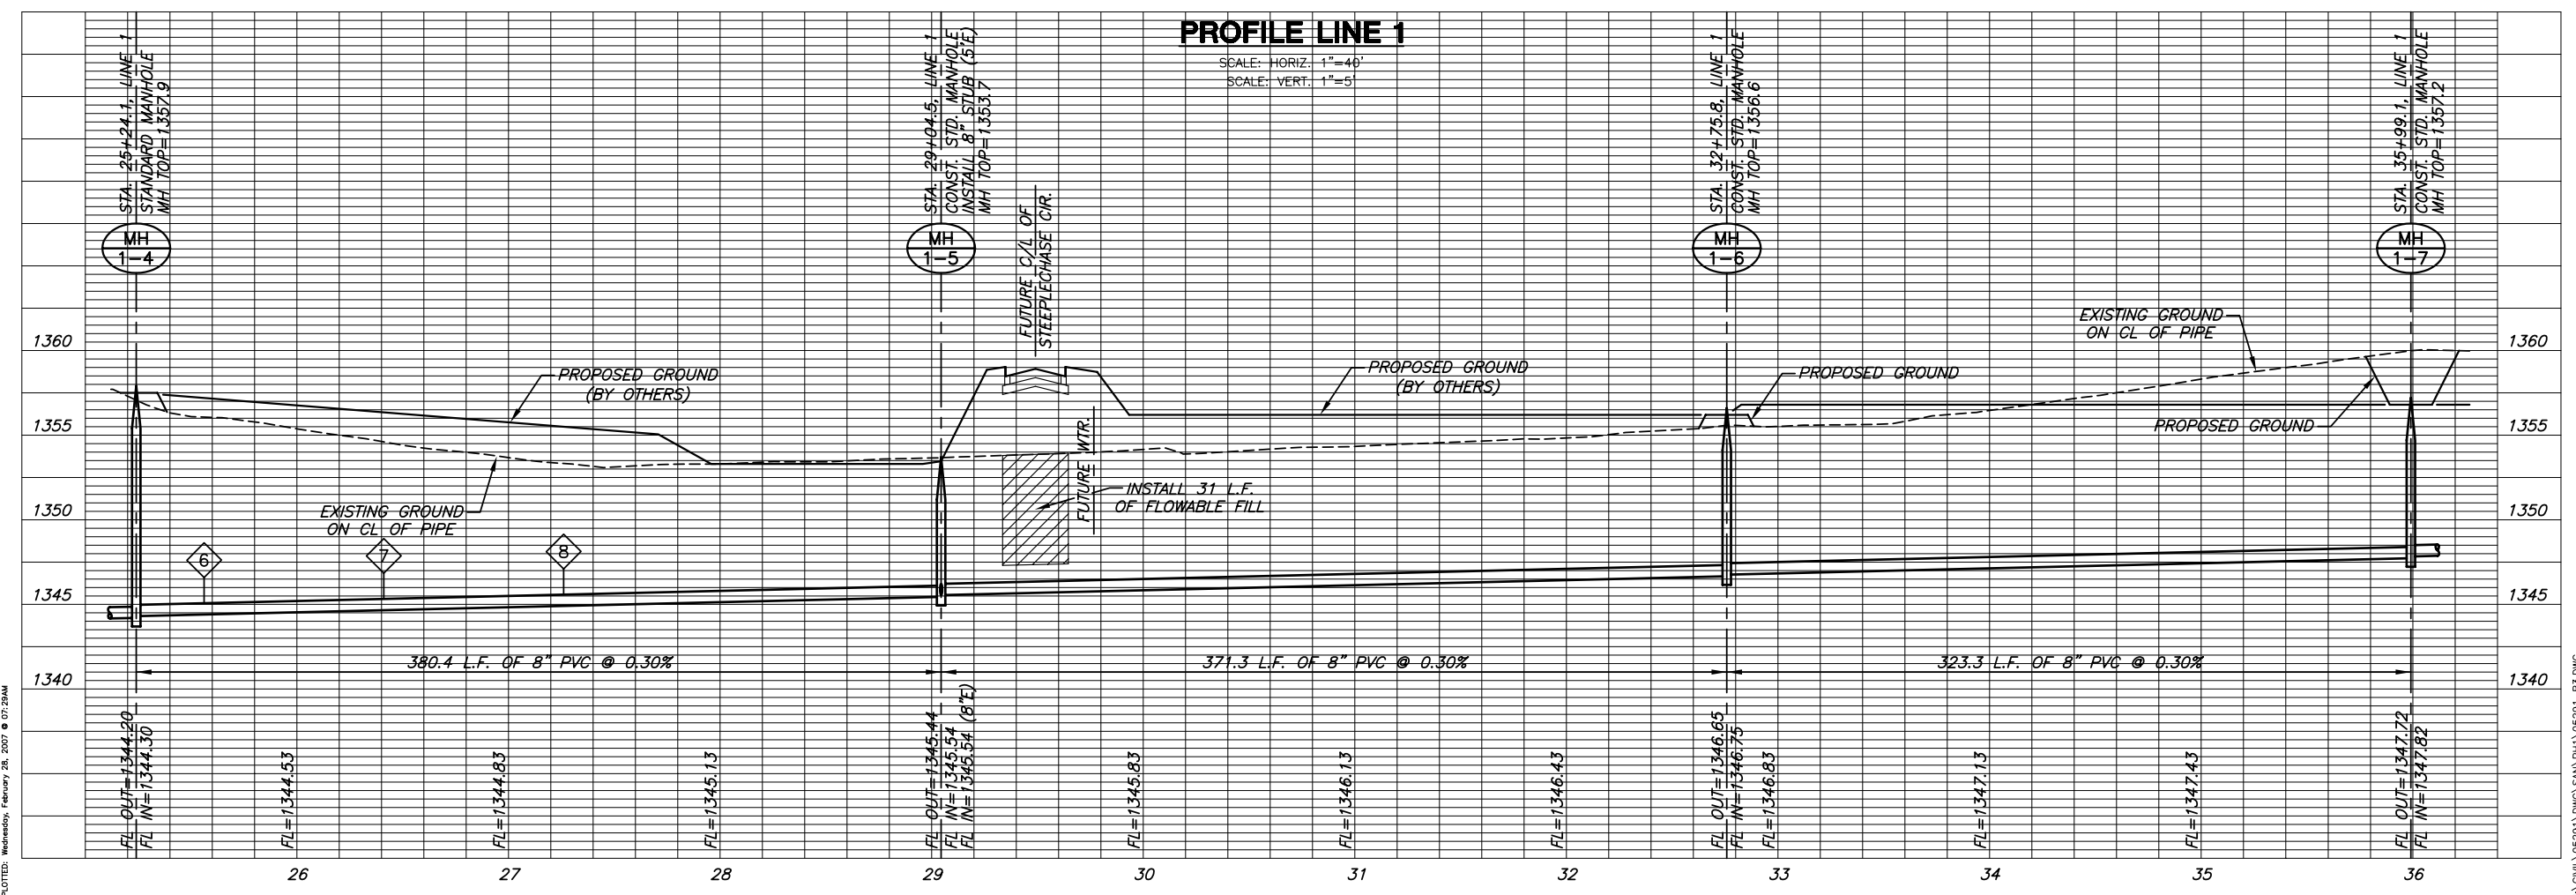 PROFILE LINE 1
SCALE: HORIZ. 1"=40'
SCALE: VERT. 1"=5'
STA. 25+24.1, LINE 1
STANDARD MANHOLE
MH TOP=1357.9
STA. 29+04.5, LINE 1
CONST. STD. MANHOLE
INSTALL 8" STUB (5'E)
MH TOP=1353.7
STA. 32+75.8, LINE 1
CONST. STD. MANHOLE
MH TOP=1356.6
STA. 35+99.1, LINE 1
CONST. STD. MANHOLE
MH TOP=1357.2
MH
1-4
MH
1-5
MH
1-6
MH
1-7
FUTURE C/L OF
STEEPLECHASE CIR.
1360
1355
1350
1345
1340
1360
1355
1350
1345
1340
PROPOSED GROUND
(BY OTHERS)
PROPOSED GROUND
(BY OTHERS)
PROPOSED GROUND
EXISTING GROUND
ON CL OF PIPE
PROPOSED GROUND
EXISTING GROUND
ON CL OF PIPE
FUTURE WTR.
INSTALL 31 L.F.
OF FLOWABLE FILL
6
7
8
380.4 L.F. OF 8" PVC @ 0.30%
371.3 L.F. OF 8" PVC @ 0.30%
323.3 L.F. OF 8" PVC @ 0.30%
FL OUT=1344.20
FL IN=1344.30
FL=1344.53
FL=1344.83
FL=1345.13
FL OUT=1345.44
FL IN=1345.54
FL IN=1345.54 (8"E)
FL=1345.83
FL=1346.13
FL=1346.43
FL OUT=1346.65
FL IN=1346.75
FL=1346.83
FL=1347.13
FL=1347.43
FL OUT=1347.72
FL IN=1347.82
26
27
28
29
30
31
32
33
34
35
36
PLOTTED: Wednesday, February 28, 2007 @ 07:29AM